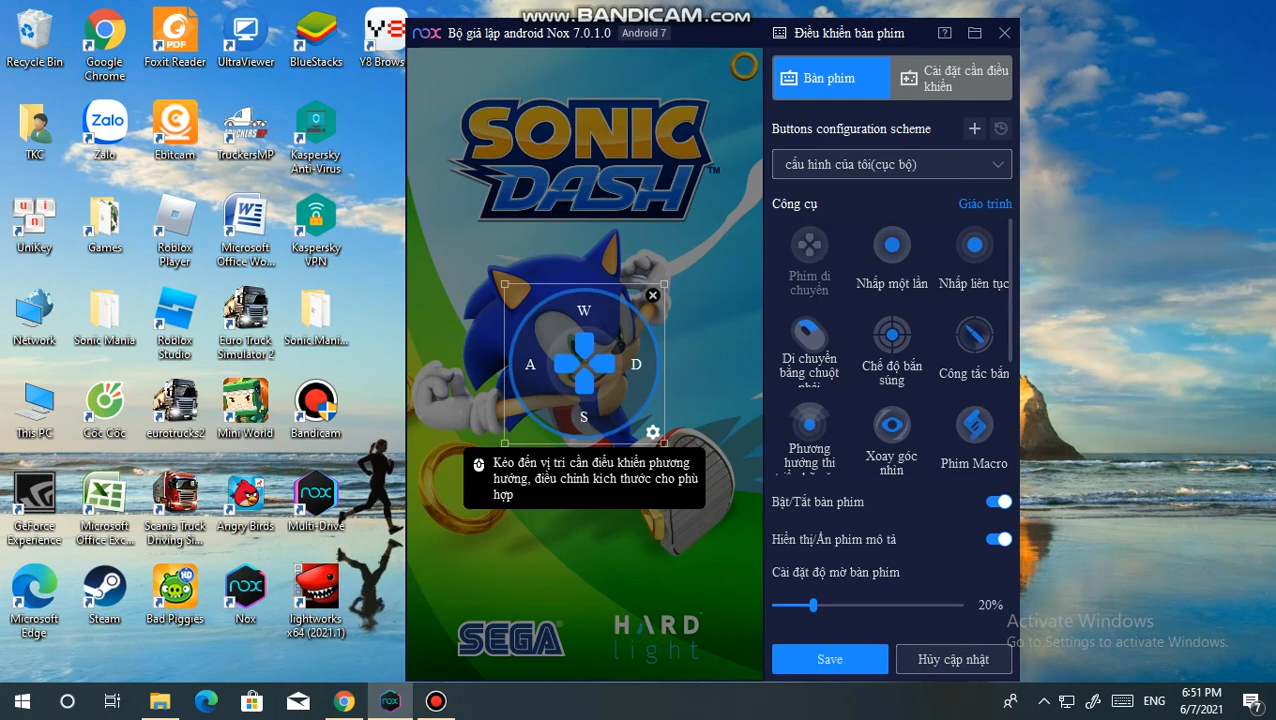 www.BANDICAM.com
Recycle Bin
Google
Chrome
PDF
Foxit Reader
UltraViewer
BlueStacks
Y8 Brows
TKC
Zalo
Zalo
Ebitcam
TruckersMP
Kaspersky
Anti-Virus
UniKey
Games
Roblox
Player
Microsoft
Office Wo...
Kaspersky
VPN
Network
Sonic Mania
Roblox
Studio
Euro Truck
Simulator 2
Sonic Mani...
This PC
Cốc Cốc
eurotrucks2
Mini World
Bandicam
GeForce
Experience
Microsoft
Office Exc...
Scania Truck
Driving Si...
Angry Birds
Multi-Drive
Microsoft
Edge
Steam
HD
Bad Piggies
nox
Nox
lightworks
x64 (2021.1)
nox Bộ giả lập android Nox 7.0.1.0 Android 7
SONIC
DASH
TM
W
A D
S
Kéo đến vị trí cần điều khiển phương
hướng, điều chỉnh kích thước cho phù
hợp
SEGA
HARD
light
Điều khiển bàn phím
Bàn phím
Cài đặt cần điều
khiển
Buttons configuration scheme
cấu hình của tôi(cục bộ)
Công cụ Giáo trình
Phím di
chuyển
Nhấp một lần
Nhấp liên tục
Di chuyển
bằng chuột
phải
Chế độ bắn
súng
Công tắc bắn
Phương
hướng thi
Xoay góc
nhìn
Phím Macro
Bật/Tắt bàn phím
Hiển thị/Ẩn phím mô tả
Cài đặt độ mờ bàn phím
20%
Save Hủy cập nhật
Activate Windows
Go to Settings to activate Windows.
ENG
6:51 PM
6/7/2021
7